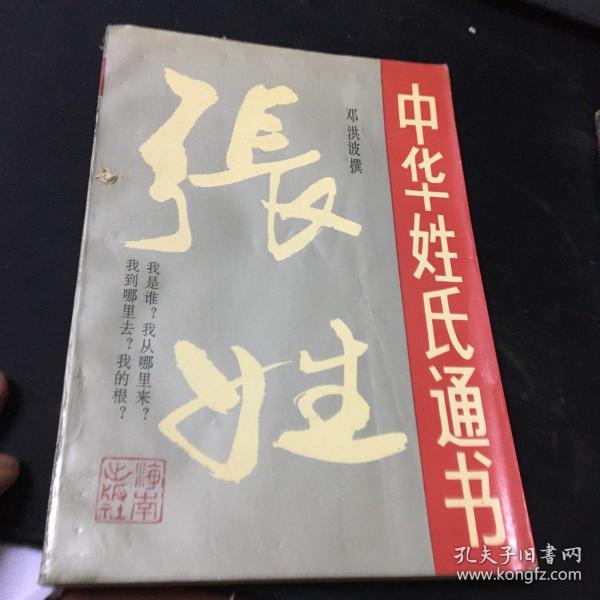 中华姓氏通书
張姓
邓洪波撰
我是谁？我从哪里来？
我到哪里去？我的根？
海南
出版社
孔夫子旧書网
www.kongfz.com